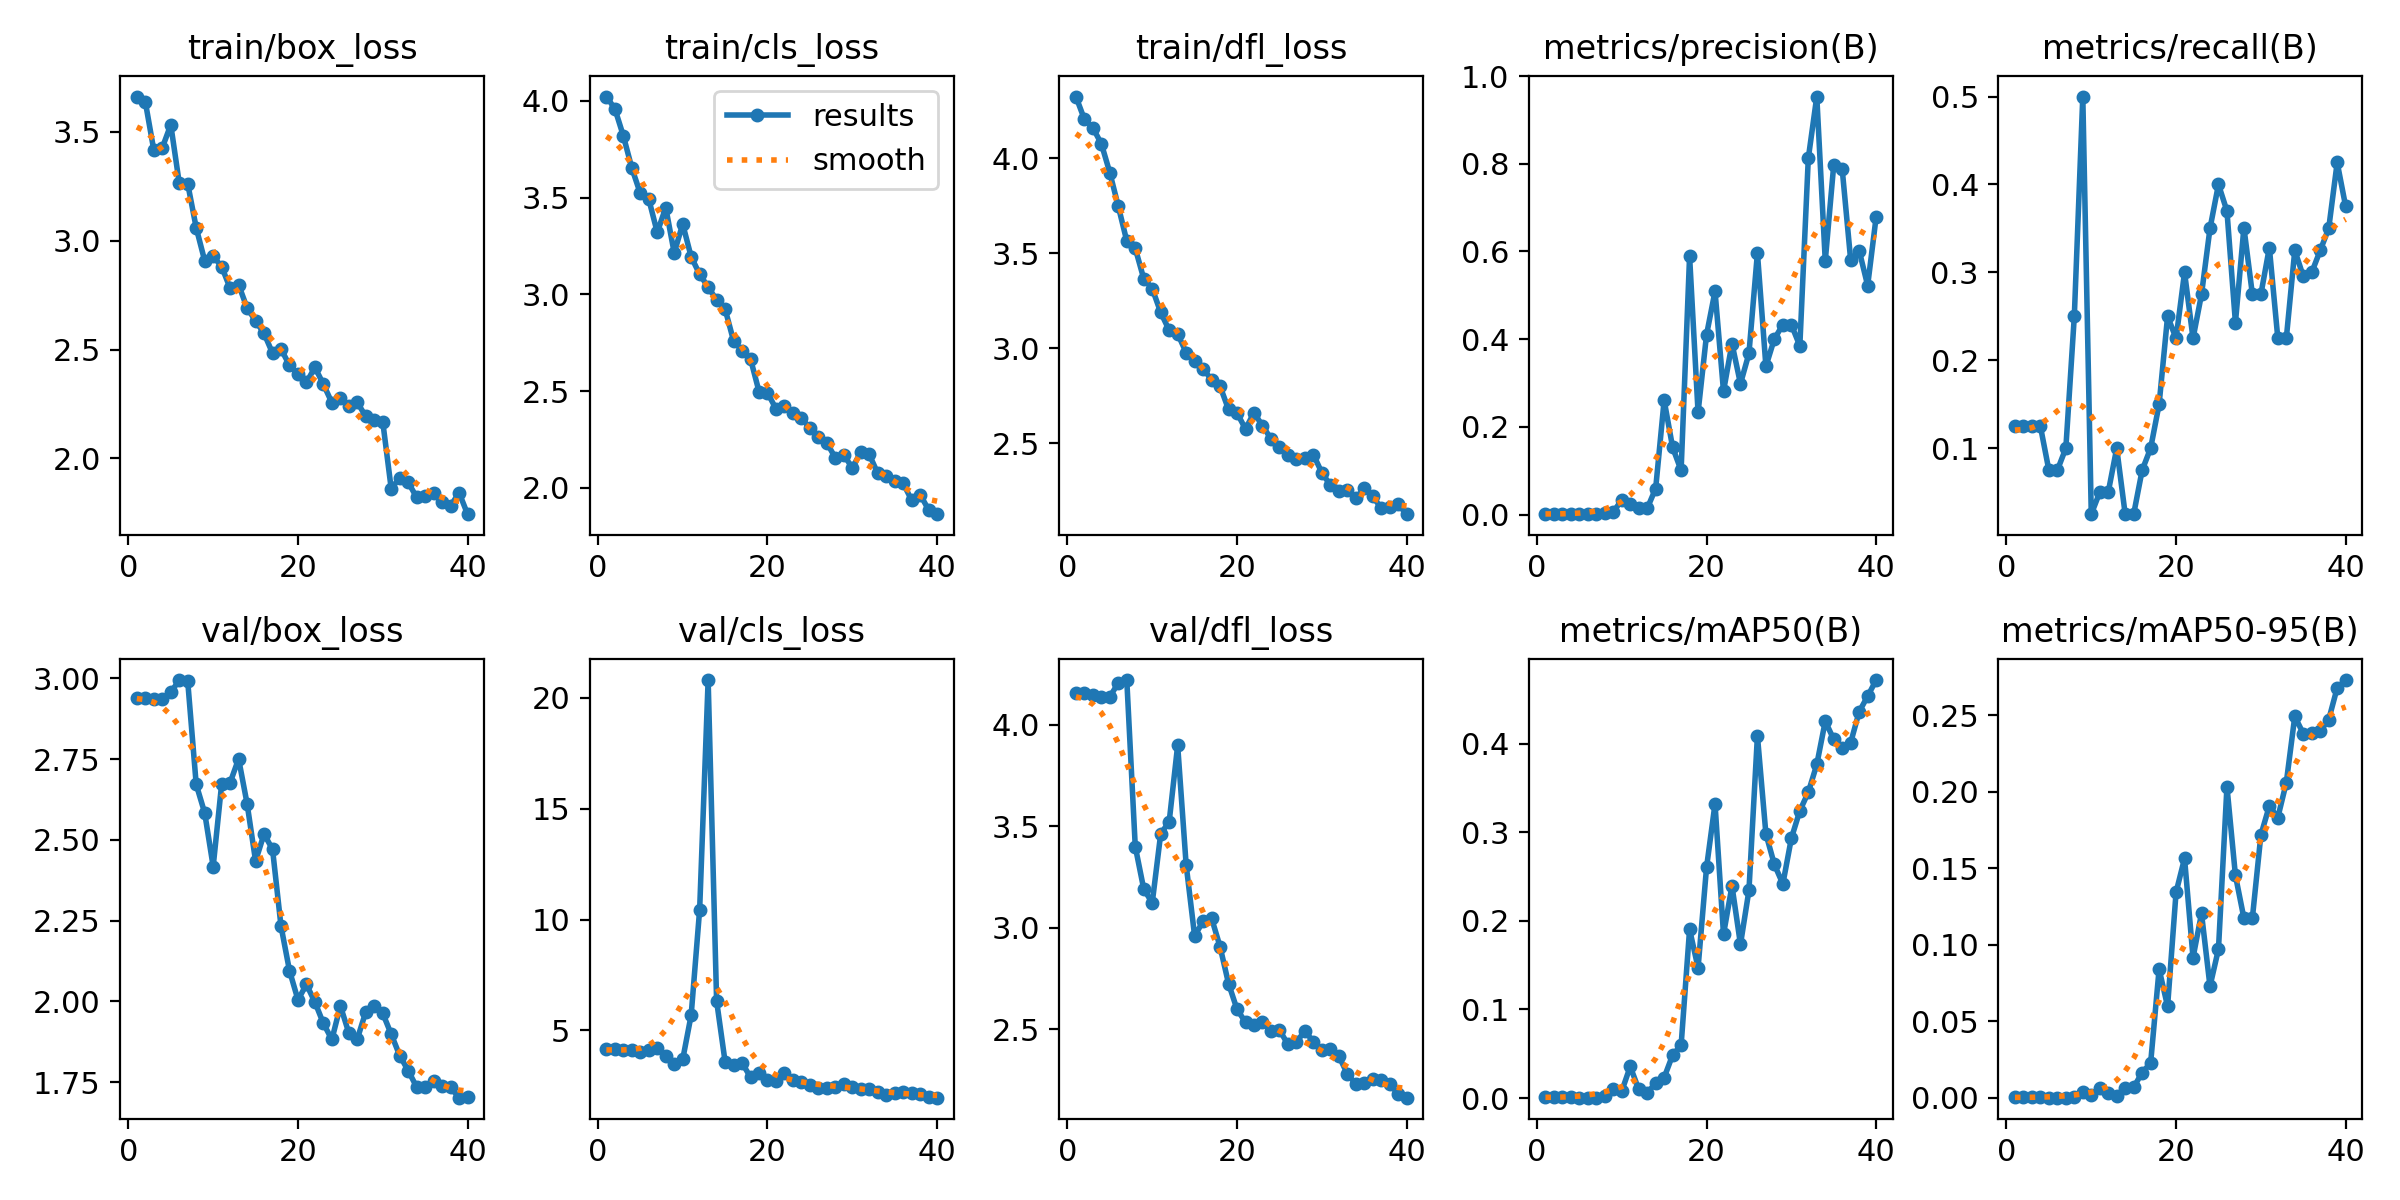 train/box_loss
3.5
3.0
2.5
2.0
0 20 40
train/cls_loss
results
smooth
4.0
3.5
3.0
2.5
2.0
0 20 40
train/dfl_loss
4.0
3.5
3.0
2.5
0 20 40
metrics/precision(B)
1.0
0.8
0.6
0.4
0.2
0.0
0 20 40
metrics/recall(B)
0.5
0.4
0.3
0.2
0.1
0 20 40
val/box_loss
3.00
2.75
2.50
2.25
2.00
1.75
0 20 40
val/cls_loss
20
15
10
5
0 20 40
val/dfl_loss
4.0
3.5
3.0
2.5
0 20 40
metrics/mAP50(B)
0.4
0.3
0.2
0.1
0.0
0 20 40
metrics/mAP50-95(B)
0.25
0.20
0.15
0.10
0.05
0.00
0 20 40